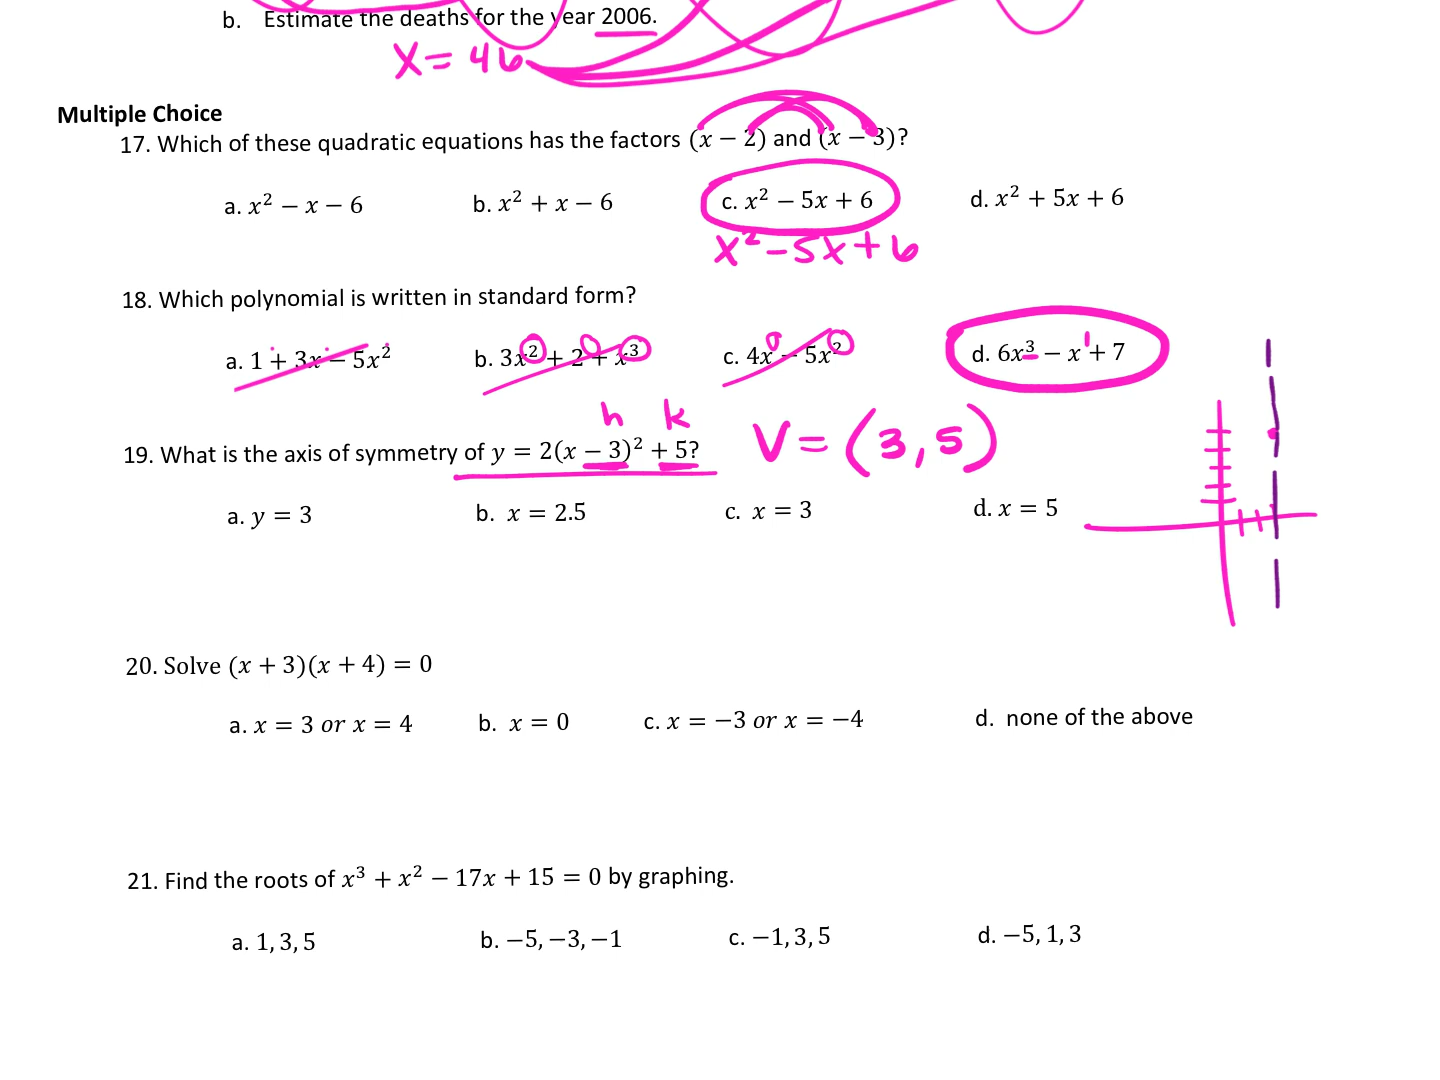 b. Estimate the deaths for the year 2006.
x = 46
Multiple Choice
17. Which of these quadratic equations has the factors (x − 2) and (x − 3)?
a. x² − x − 6 b. x² + x − 6 c. x² − 5x + 6 d. x² + 5x + 6
x² − 5x + 6
18. Which polynomial is written in standard form?
a. 1 + 3x − 5x² b. 3x² + 2 + x³ c. 4x − 5x² d. 6x³ − x¹ + 7
h k
19. What is the axis of symmetry of y = 2(x − 3)² + 5? V = (3,5)
a. y = 3 b. x = 2.5 c. x = 3 d. x = 5
20. Solve (x + 3)(x + 4) = 0
a. x = 3 or x = 4 b. x = 0 c. x = −3 or x = −4 d. none of the above
21. Find the roots of x³ + x² − 17x + 15 = 0 by graphing.
a. 1, 3, 5 b. −5, −3, −1 c. −1, 3, 5 d. −5, 1, 3